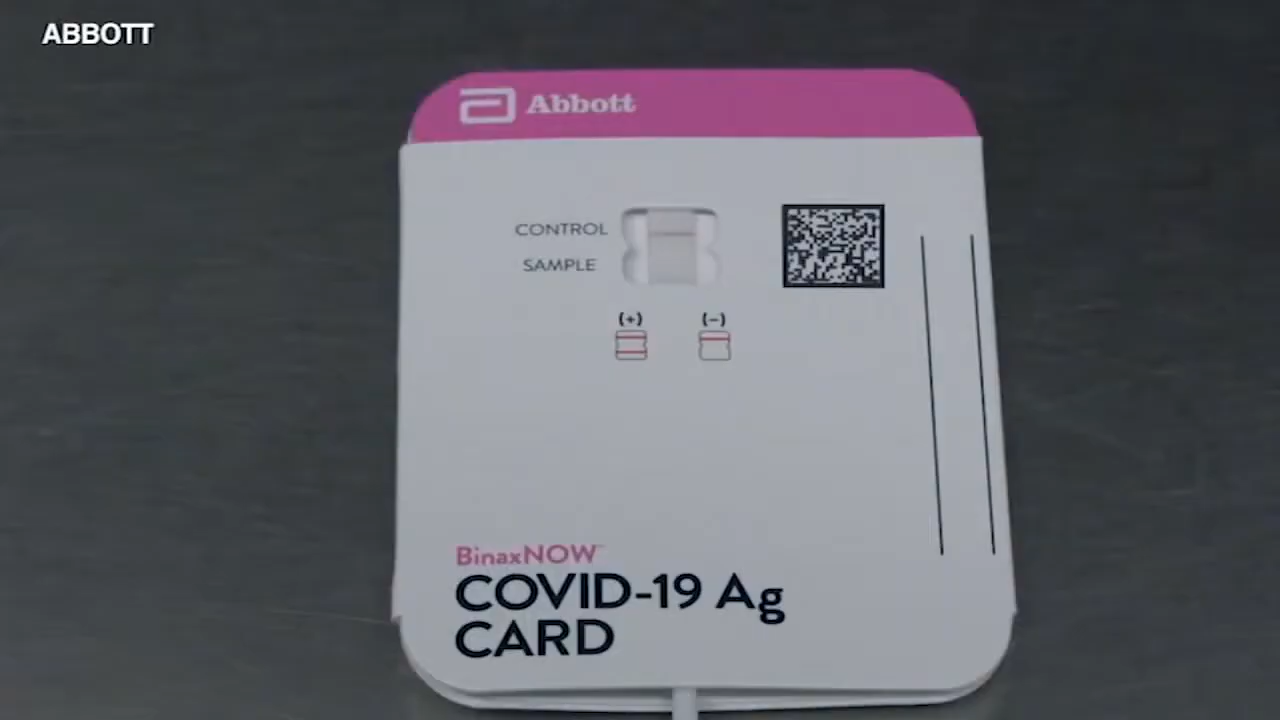 ABBOTT
Abbott
CONTROL
SAMPLE
(+) (-)
BinaxNOW™
COVID-19 Ag
CARD